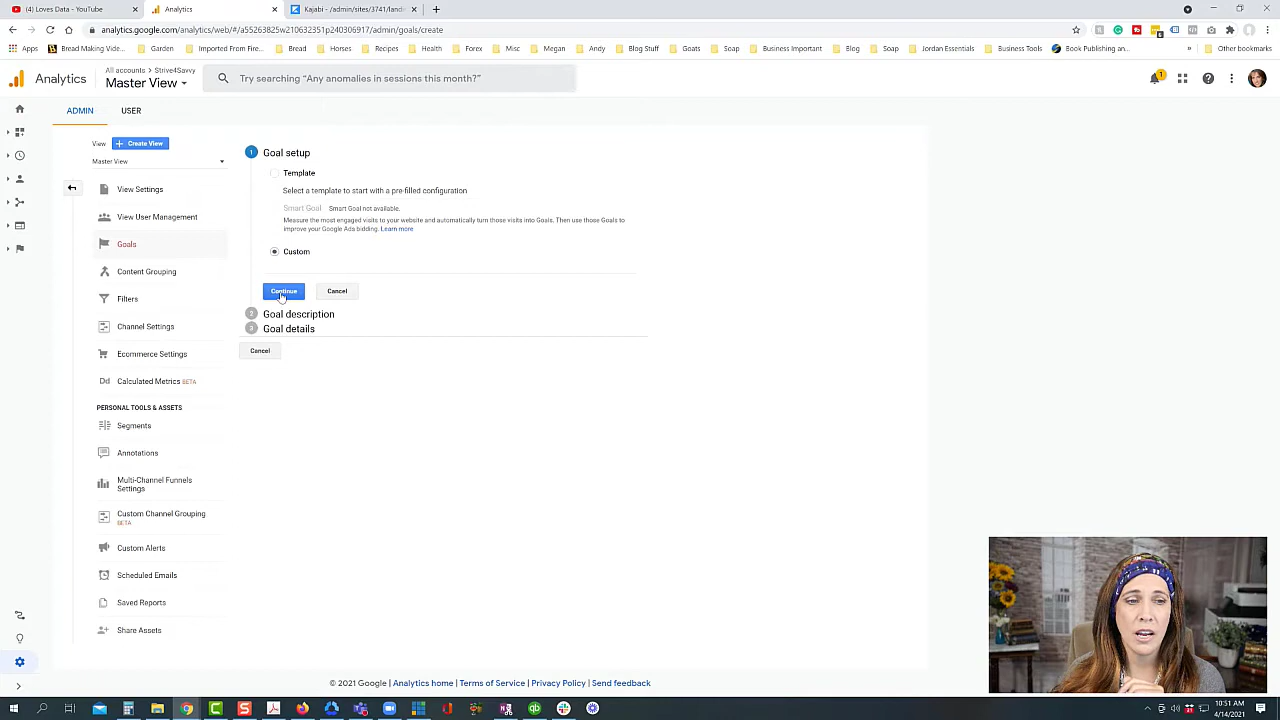 (4) Loves Data - YouTube
Analytics
Kajabi - /admin/sites/3741/land
analytics.google.com/analytics/web/#/a55263825w210632351p240306917/admin/goals/create
Apps
Bread Making Vide...
Garden
Imported From Fire...
Bread
Horses
Recipes
Health
Forex
Misc
Megan
Andy
Blog Stuff
Goats
Soap
Business Important
Blog
Soap
Jordan Essentials
Business Tools
Book Publishing an...
»
Other bookmarks
Analytics
All accounts > Strive4Savvy
Master View
Try searching "Any anomalies in sessions this month?"
1
ADMIN
USER
View
+ Create View
Master View
View Settings
View User Management
Goals
Content Grouping
Filters
Channel Settings
Ecommerce Settings
Dd Calculated Metrics BETA
PERSONAL TOOLS & ASSETS
Segments
Annotations
Multi-Channel Funnels
Settings
Custom Channel Grouping
BETA
Custom Alerts
Scheduled Emails
Saved Reports
Share Assets
1 Goal setup
Template
Select a template to start with a pre-filled configuration
Smart Goal Smart Goal not available.
Measure the most engaged visits to your website and automatically turn those visits into Goals. Then use those Goals to
improve your Google Ads bidding. Learn more
Custom
Continue
Cancel
2 Goal description
3 Goal details
Cancel
© 2021 Google | Analytics home | Terms of Service | Privacy Policy | Send feedback
10:51 AM
4/14/2021